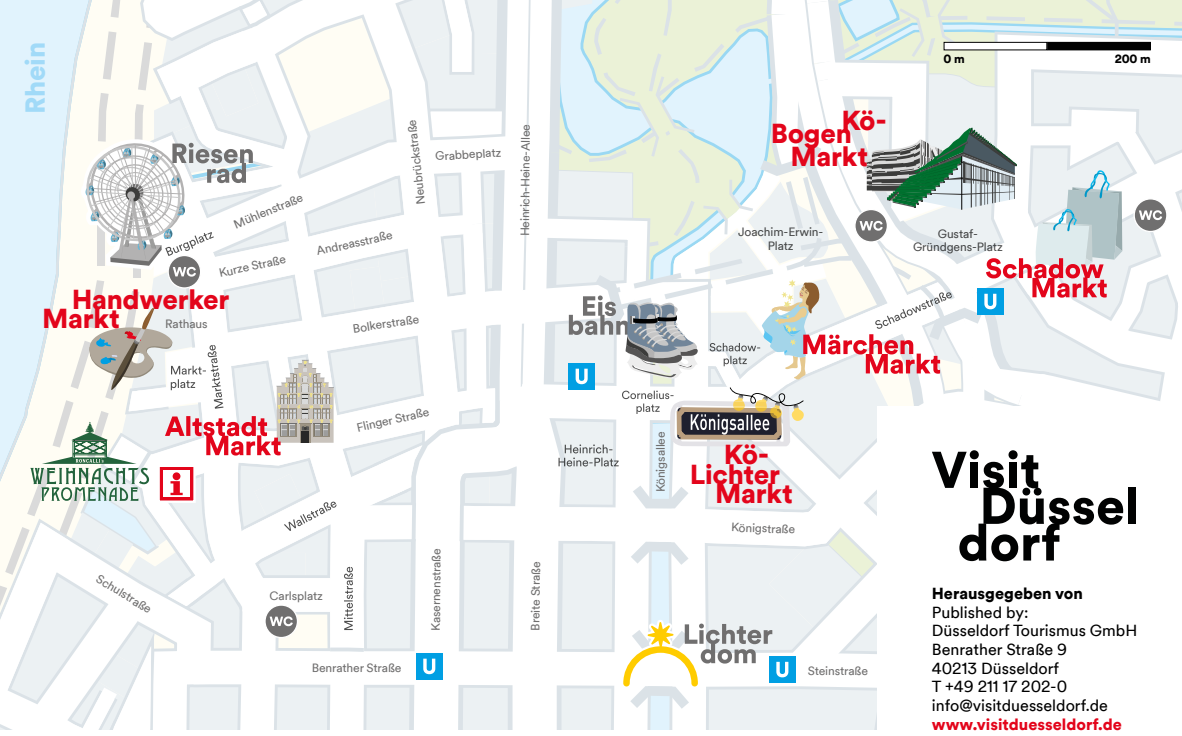 Rhein
0 m
200 m
Kö-
Bogen
Markt
Riesen
rad
Neubrückstraße
Grabbeplatz
Heinrich-Heine-Allee
Mühlenstraße
WC
WC
Burgplatz
Andreasstraße
Joachim-Erwin-
Platz
Gustaf-
Gründgens-Platz
WC
Kurze Straße
Schadow
Markt
U
Handwerker
Markt
Rathaus
Bolkerstraße
Eis
bahn
Schadowstraße
Schadow-
platz
Märchen
Markt
Markt-
platz
Marktstraße
U
Cornelius-
platz
Königsallee
Altstadt
Markt
Flinger Straße
Heinrich-
Heine-Platz
Königsallee
Kö-
Lichter
Markt
RONCALLI's
WEIHNACHTS
PROMENADE
i
Wallstraße
Königstraße
Visit
Düssel
dorf
Schulstraße
Carlsplatz
WC
Mittelstraße
Kasernenstraße
Breite Straße
Benrather Straße
U
Lichter
dom
U
Steinstraße
Herausgegeben von
Published by:
Düsseldorf Tourismus GmbH
Benrather Straße 9
40213 Düsseldorf
T +49 211 17 202-0
info@visitduesseldorf.de
www.visitduesseldorf.de